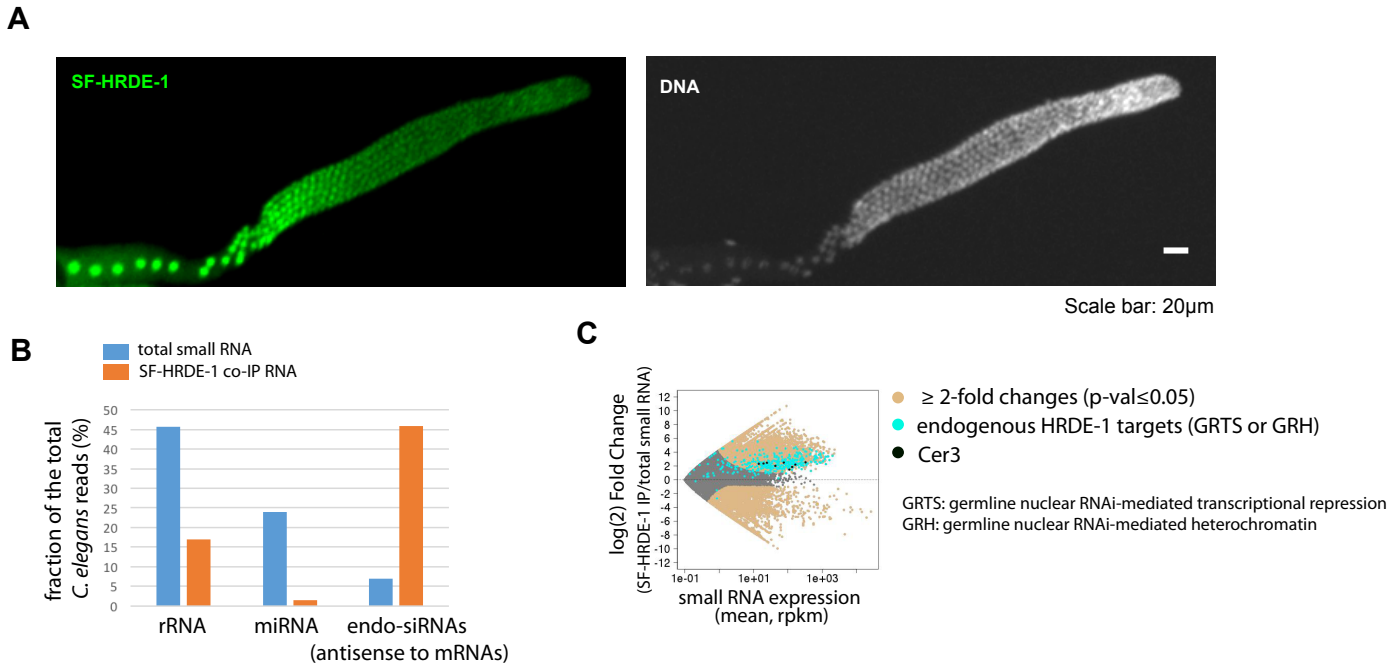 A
SF-HRDE-1
DNA
Scale bar: 20µm
B
total small RNA
SF-HRDE-1 co-IP RNA
fraction of the total
C. elegans reads (%)
50
45
40
35
30
25
20
15
10
5
0
rRNA
miRNA
endo-siRNAs
(antisense to mRNAs)
C
log(2) Fold Change
(SF-HRDE-1 IP/total small RNA)
12
10
8
6
4
2
0
-2
-4
-6
-8
-10
-12
1e-01
1e+01
1e+03
small RNA expression
(mean, rpkm)
≥ 2-fold changes (p-val≤0.05)
endogenous HRDE-1 targets (GRTS or GRH)
Cer3
GRTS: germline nuclear RNAi-mediated transcriptional repression
GRH: germline nuclear RNAi-mediated heterochromatin